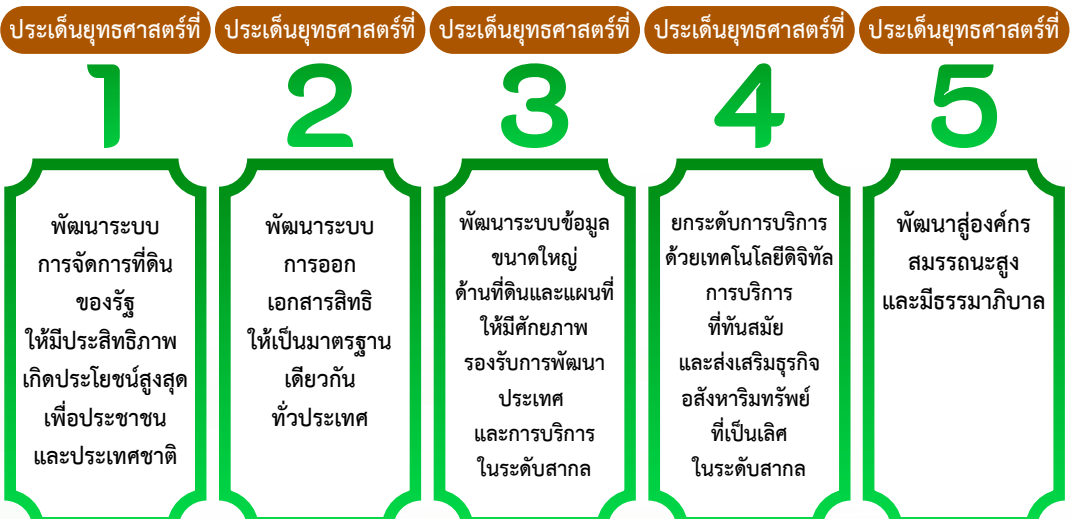 ประเด็นยุทธศาสตร์ที่
1
พัฒนาระบบ
การจัดการที่ดิน
ของรัฐ
ให้มีประสิทธิภาพ
เกิดประโยชน์สูงสุด
เพื่อประชาชน
และประเทศชาติ
ประเด็นยุทธศาสตร์ที่
2
พัฒนาระบบ
การออก
เอกสารสิทธิ
ให้เป็นมาตรฐาน
เดียวกัน
ทั่วประเทศ
ประเด็นยุทธศาสตร์ที่
3
พัฒนาระบบข้อมูล
ขนาดใหญ่
ด้านที่ดินและแผนที่
ให้มีศักยภาพ
รองรับการพัฒนา
ประเทศ
และการบริการ
ในระดับสากล
ประเด็นยุทธศาสตร์ที่
4
ยกระดับการบริการ
ด้วยเทคโนโลยีดิจิทัล
การบริการ
ที่ทันสมัย
และส่งเสริมธุรกิจ
อสังหาริมทรัพย์
ที่เป็นเลิศ
ในระดับสากล
ประเด็นยุทธศาสตร์ที่
5
พัฒนาสู่องค์กร
สมรรถนะสูง
และมีธรรมาภิบาล